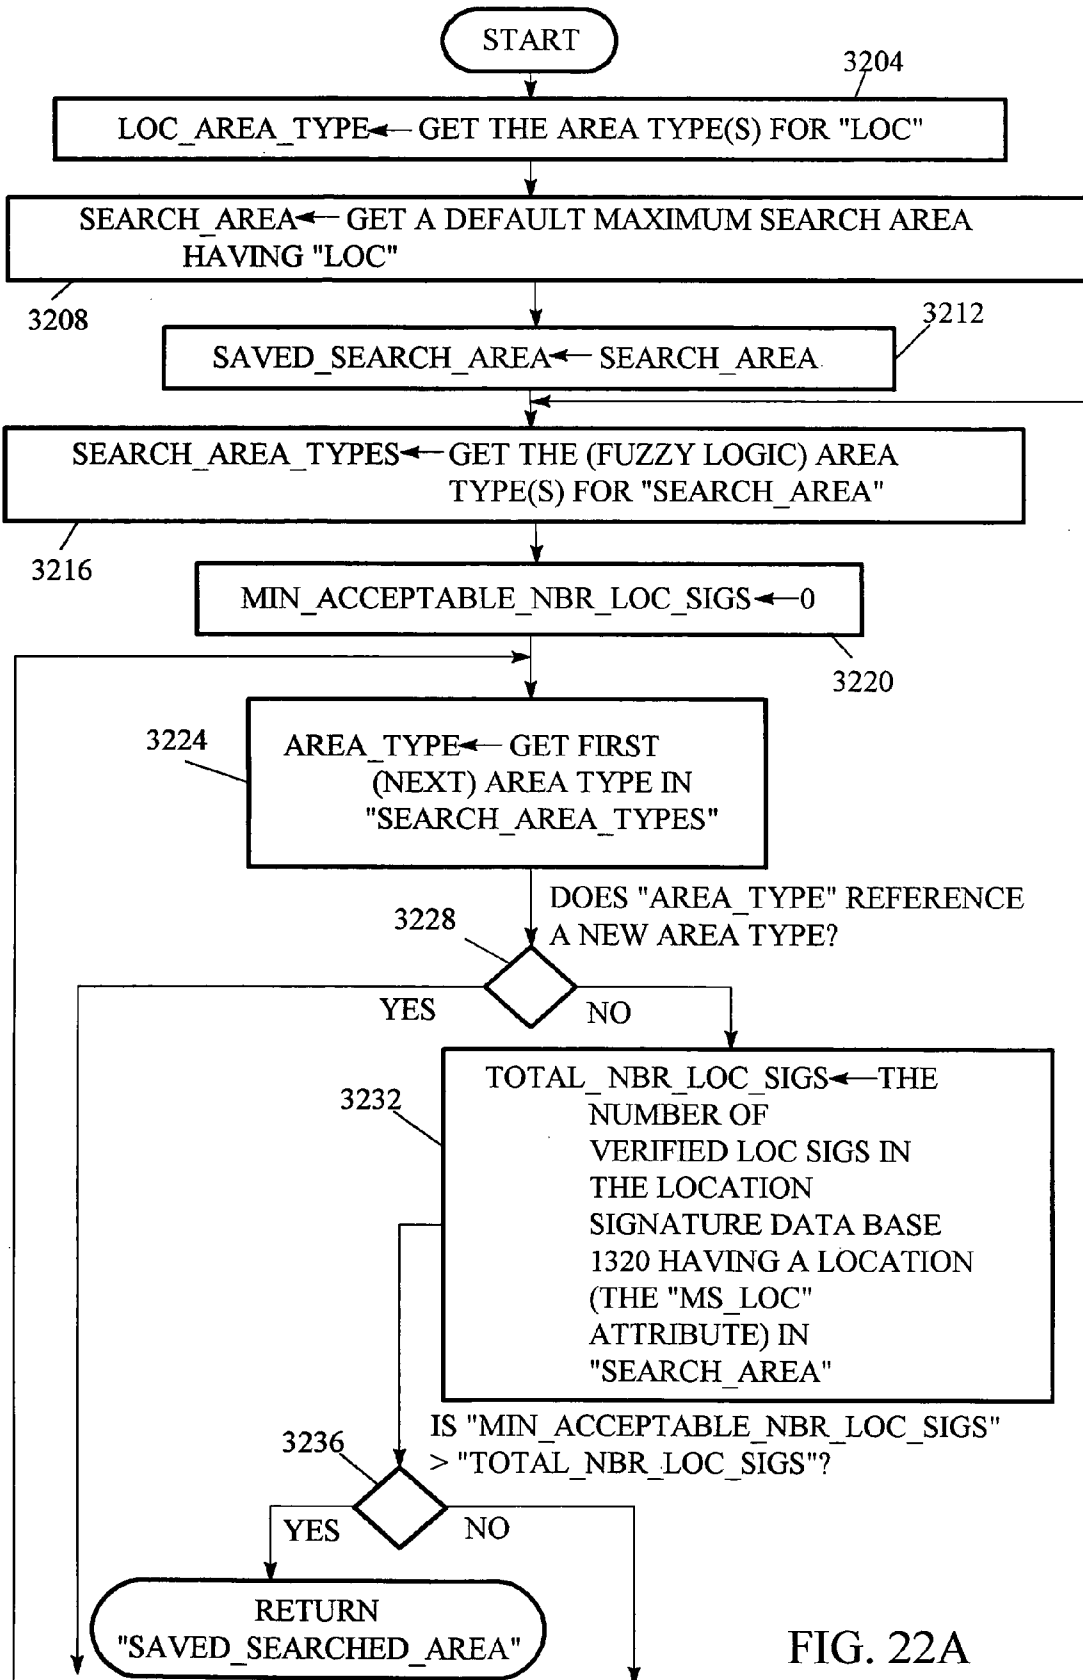 START
3204
LOC_AREA_TYPE← GET THE AREA TYPE(S) FOR "LOC"
SEARCH_AREA← GET A DEFAULT MAXIMUM SEARCH AREA
HAVING "LOC"
3208
3212
SAVED_SEARCH_AREA← SEARCH_AREA
SEARCH_AREA_TYPES← GET THE (FUZZY LOGIC) AREA
TYPE(S) FOR "SEARCH_AREA"
3216
MIN_ACCEPTABLE_NBR_LOC_SIGS←0
3220
3224
AREA_TYPE← GET FIRST
(NEXT) AREA TYPE IN
"SEARCH_AREA_TYPES"
DOES "AREA_TYPE" REFERENCE
A NEW AREA TYPE?
3228
YES
NO
3232
TOTAL_NBR_LOC_SIGS←THE
NUMBER OF
VERIFIED LOC SIGS IN
THE LOCATION
SIGNATURE DATA BASE
1320 HAVING A LOCATION
(THE "MS_LOC"
ATTRIBUTE) IN
"SEARCH_AREA"
IS "MIN_ACCEPTABLE_NBR_LOC_SIGS"
> "TOTAL_NBR_LOC_SIGS"?
3236
YES
NO
RETURN
"SAVED_SEARCHED_AREA"
FIG. 22A